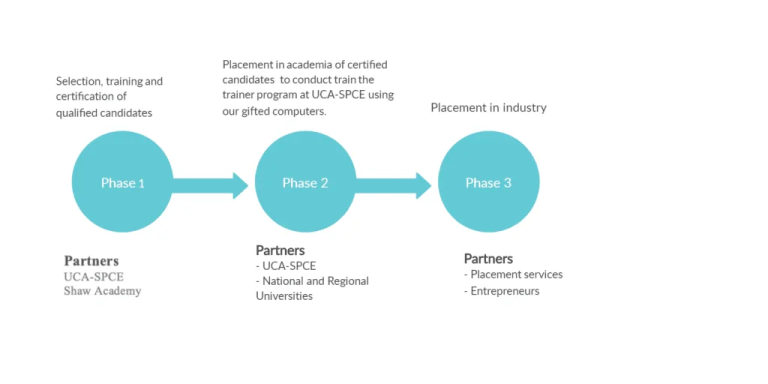 Selection, training and
certification of
qualified candidates
Placement in academia of certified
candidates to conduct train the
trainer program at UCA-SPCE using
our gifted computers.
Placement in industry
Phase 1
Phase 2
Phase 3
Partners
UCA-SPCE
Shaw Academy
Partners
- UCA-SPCE
- National and Regional
Universities
Partners
- Placement services
- Entrepreneurs